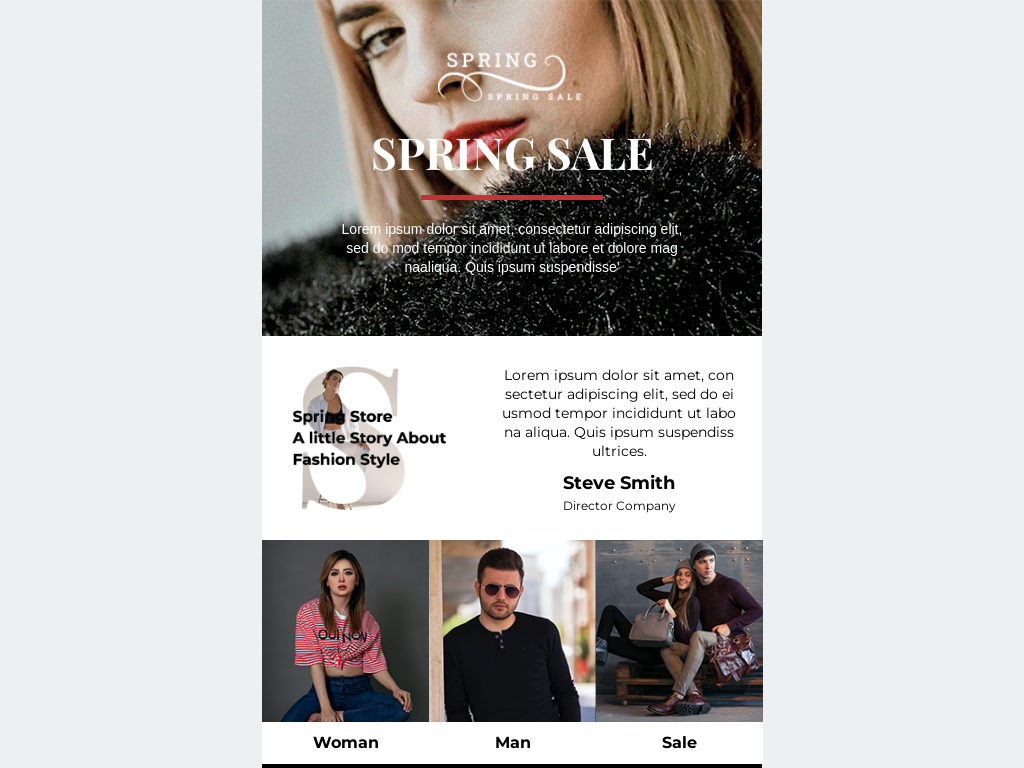 SPRING
SPRING SALE
SPRING SALE
Lorem ipsum dolor sit amet, consectetur adipiscing elit,
sed do mod tempor incididunt ut labore et dolore mag
naaliqua. Quis ipsum suspendisse'
S
Spring Store
A little Story About
Fashion Style
Lorem ipsum dolor sit amet, con
sectetur adipiscing elit, sed do ei
usmod tempor incididunt ut labo
na aliqua. Quis ipsum suspendiss
ultrices.
Steve Smith
Director Company
OUI NON
Woman
Man
Sale